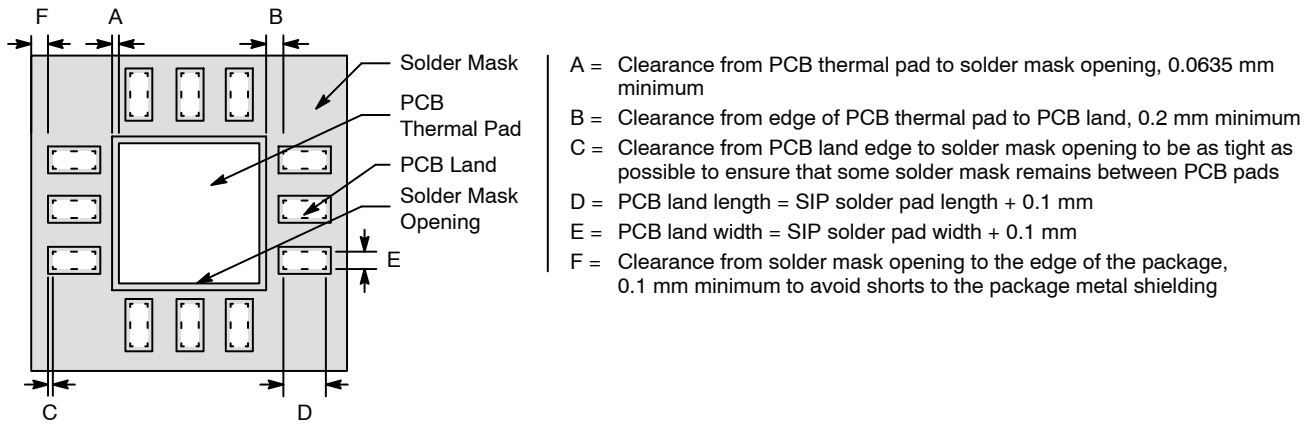 F
A
B
Solder Mask
PCB
Thermal Pad
PCB Land
Solder Mask
Opening
E
C
D
A = Clearance from PCB thermal pad to solder mask opening, 0.0635 mm
minimum
B = Clearance from edge of PCB thermal pad to PCB land, 0.2 mm minimum
C = Clearance from PCB land edge to solder mask opening to be as tight as
possible to ensure that some solder mask remains between PCB pads
D = PCB land length = SIP solder pad length + 0.1 mm
E = PCB land width = SIP solder pad width + 0.1 mm
F = Clearance from solder mask opening to the edge of the package,
0.1 mm minimum to avoid shorts to the package metal shielding